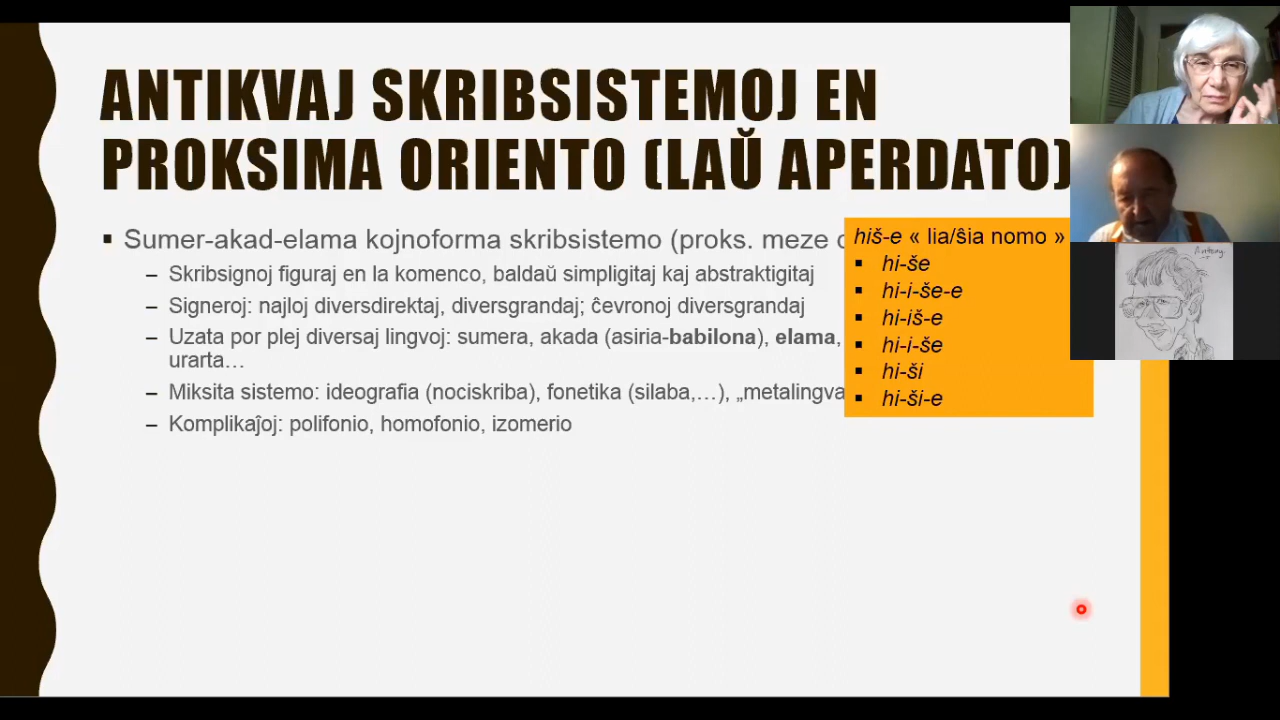 ANTIKVAJ SKRIBSISTEMOJ EN
PROKSIMA ORIENTO (LAŬ APERDATO)
▪ Sumer-akad-elama kojnoforma skribsistemo (proks. meze
– Skribsignoj figuraj en la komenco, baldaŭ simpligitaj kaj abstraktigitaj
– Signeroj: najloj diversdirektaj, diversgrandaj; ĉevronoj diversgrandaj
– Uzata por plej diversaj lingvoj: sumera, akada (asiria-babilona), elama,
urarta…
– Miksita sistemo: ideografia (nociskriba), fonetika (silaba,…), „metalingva
– Komplikaĵoj: polifonio, homofonio, izomerio
hiš-e « lia/ŝia nomo »
▪ hi-še
▪ hi-i-še-e
▪ hi-iš-e
▪ hi-i-še
▪ hi-ši
▪ hi-ši-e
Antony